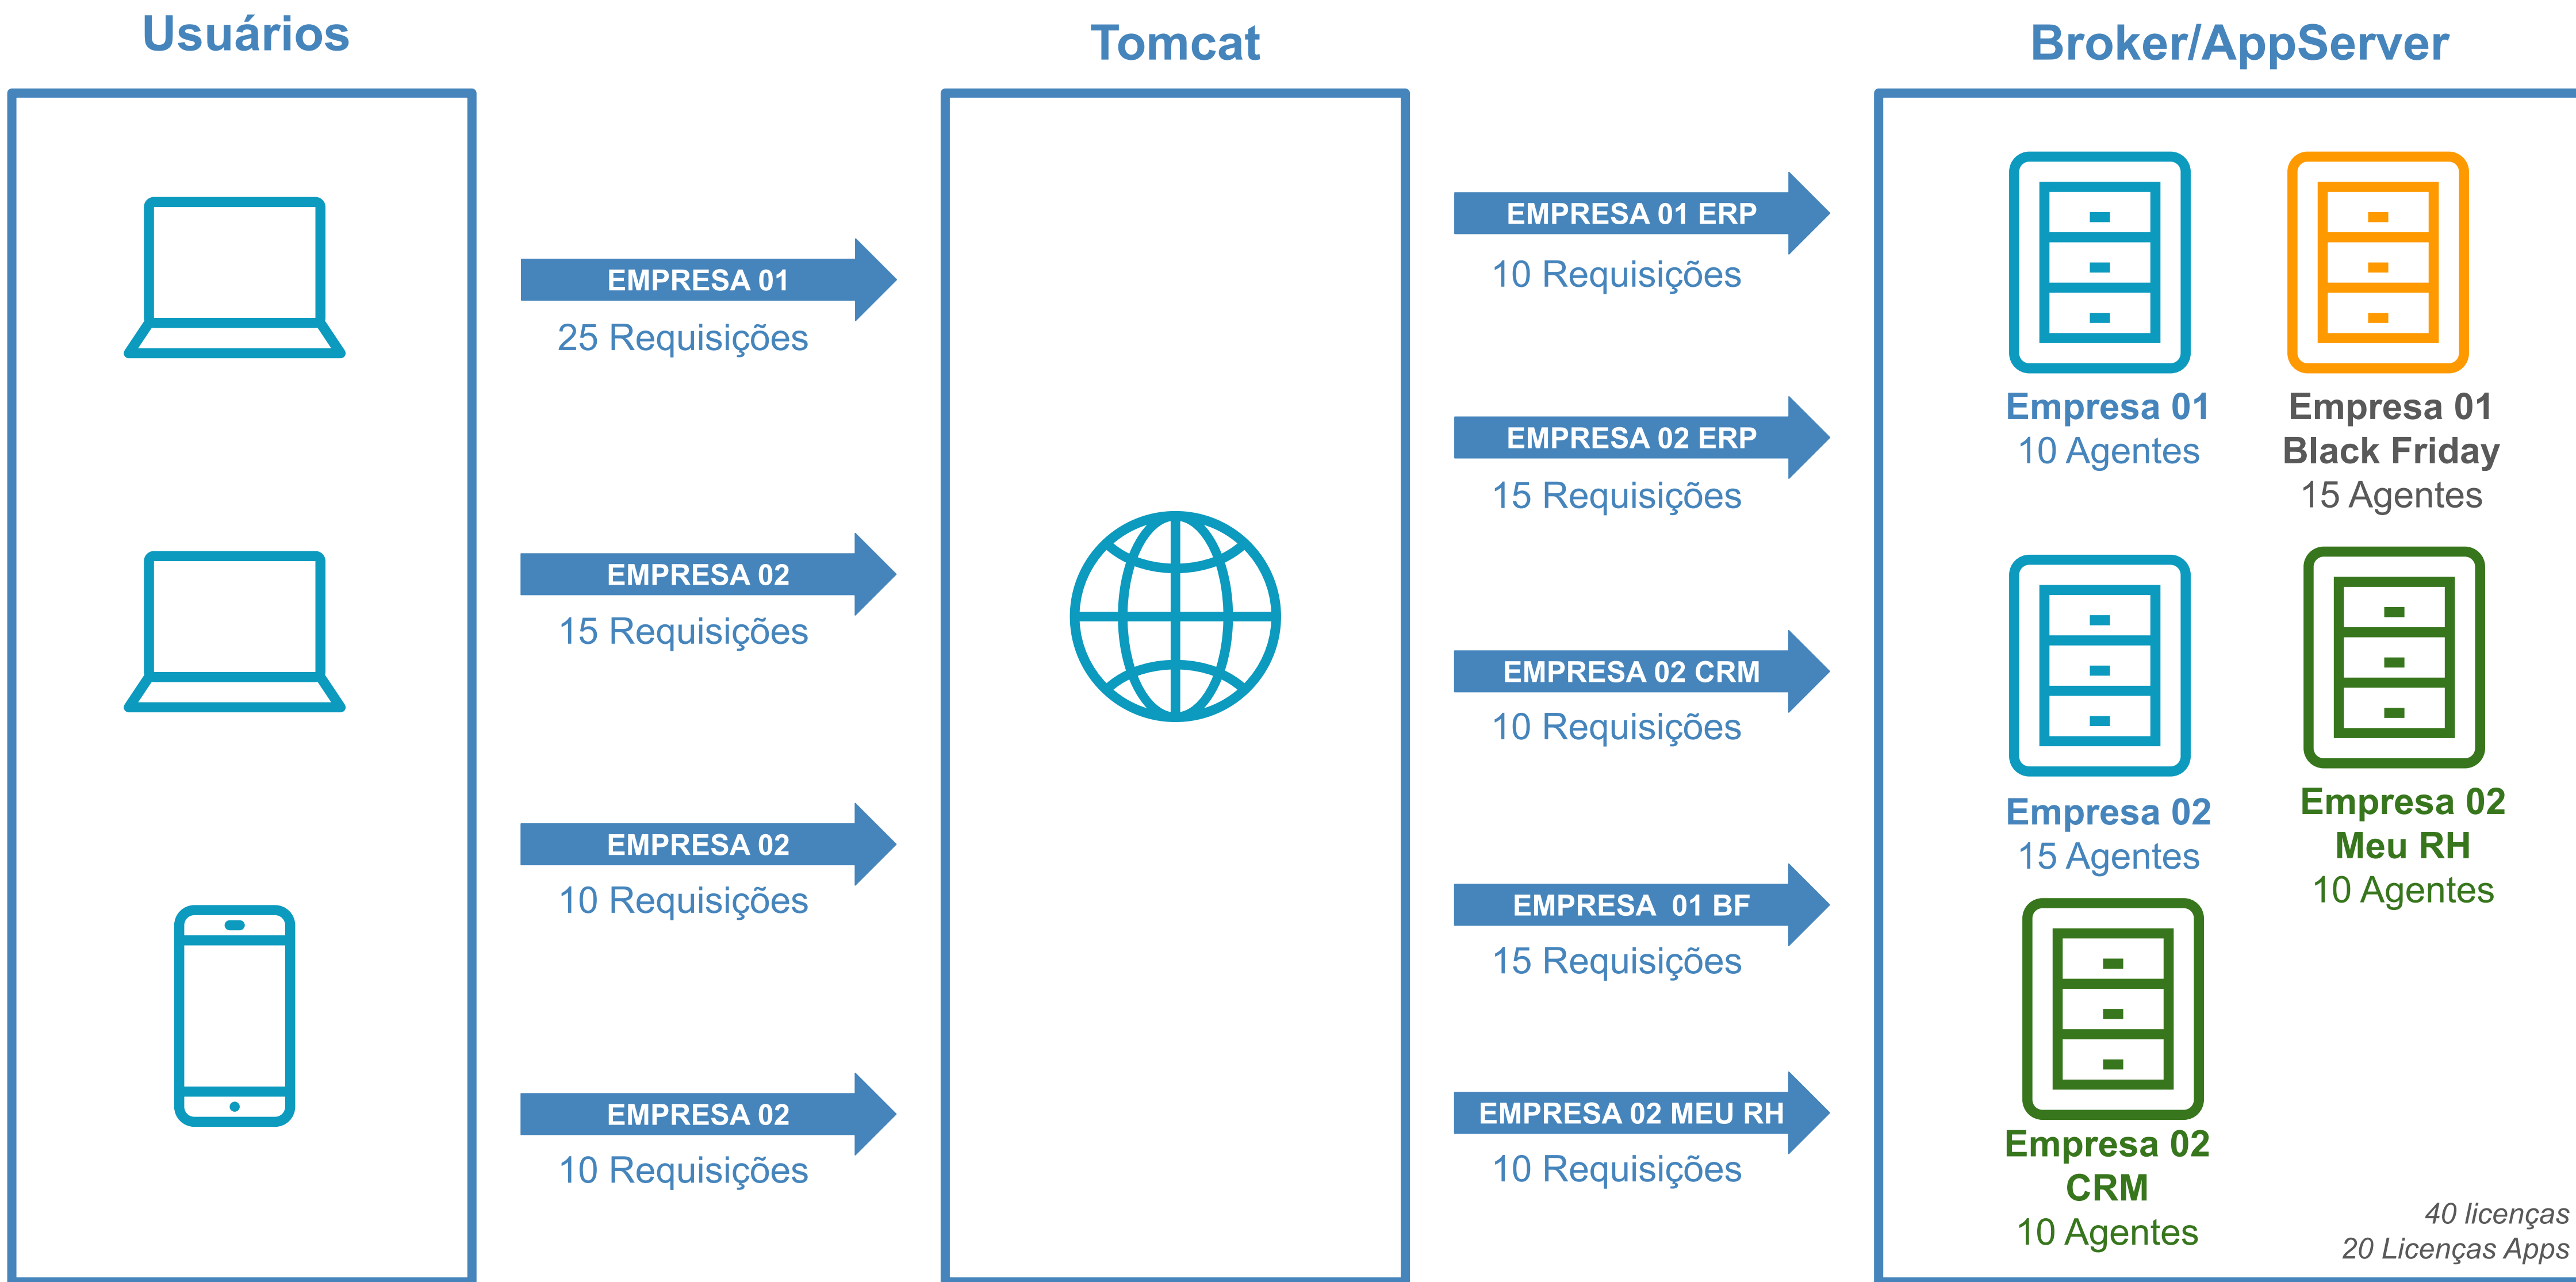 Usuários
Tomcat
Broker/AppServer
EMPRESA 01
25 Requisições
EMPRESA 02
15 Requisições
EMPRESA 02
10 Requisições
EMPRESA 02
10 Requisições
EMPRESA 01 ERP
10 Requisições
EMPRESA 02 ERP
15 Requisições
EMPRESA 02 CRM
10 Requisições
EMPRESA  01 BF
15 Requisições
EMPRESA 02 MEU RH
10 Requisições
Empresa 01
10 Agentes
Empresa 01
Black Friday
15 Agentes
Empresa 02
15 Agentes
Empresa 02
Meu RH
10 Agentes
Empresa 02
CRM
10 Agentes
40 licenças
20 Licenças Apps